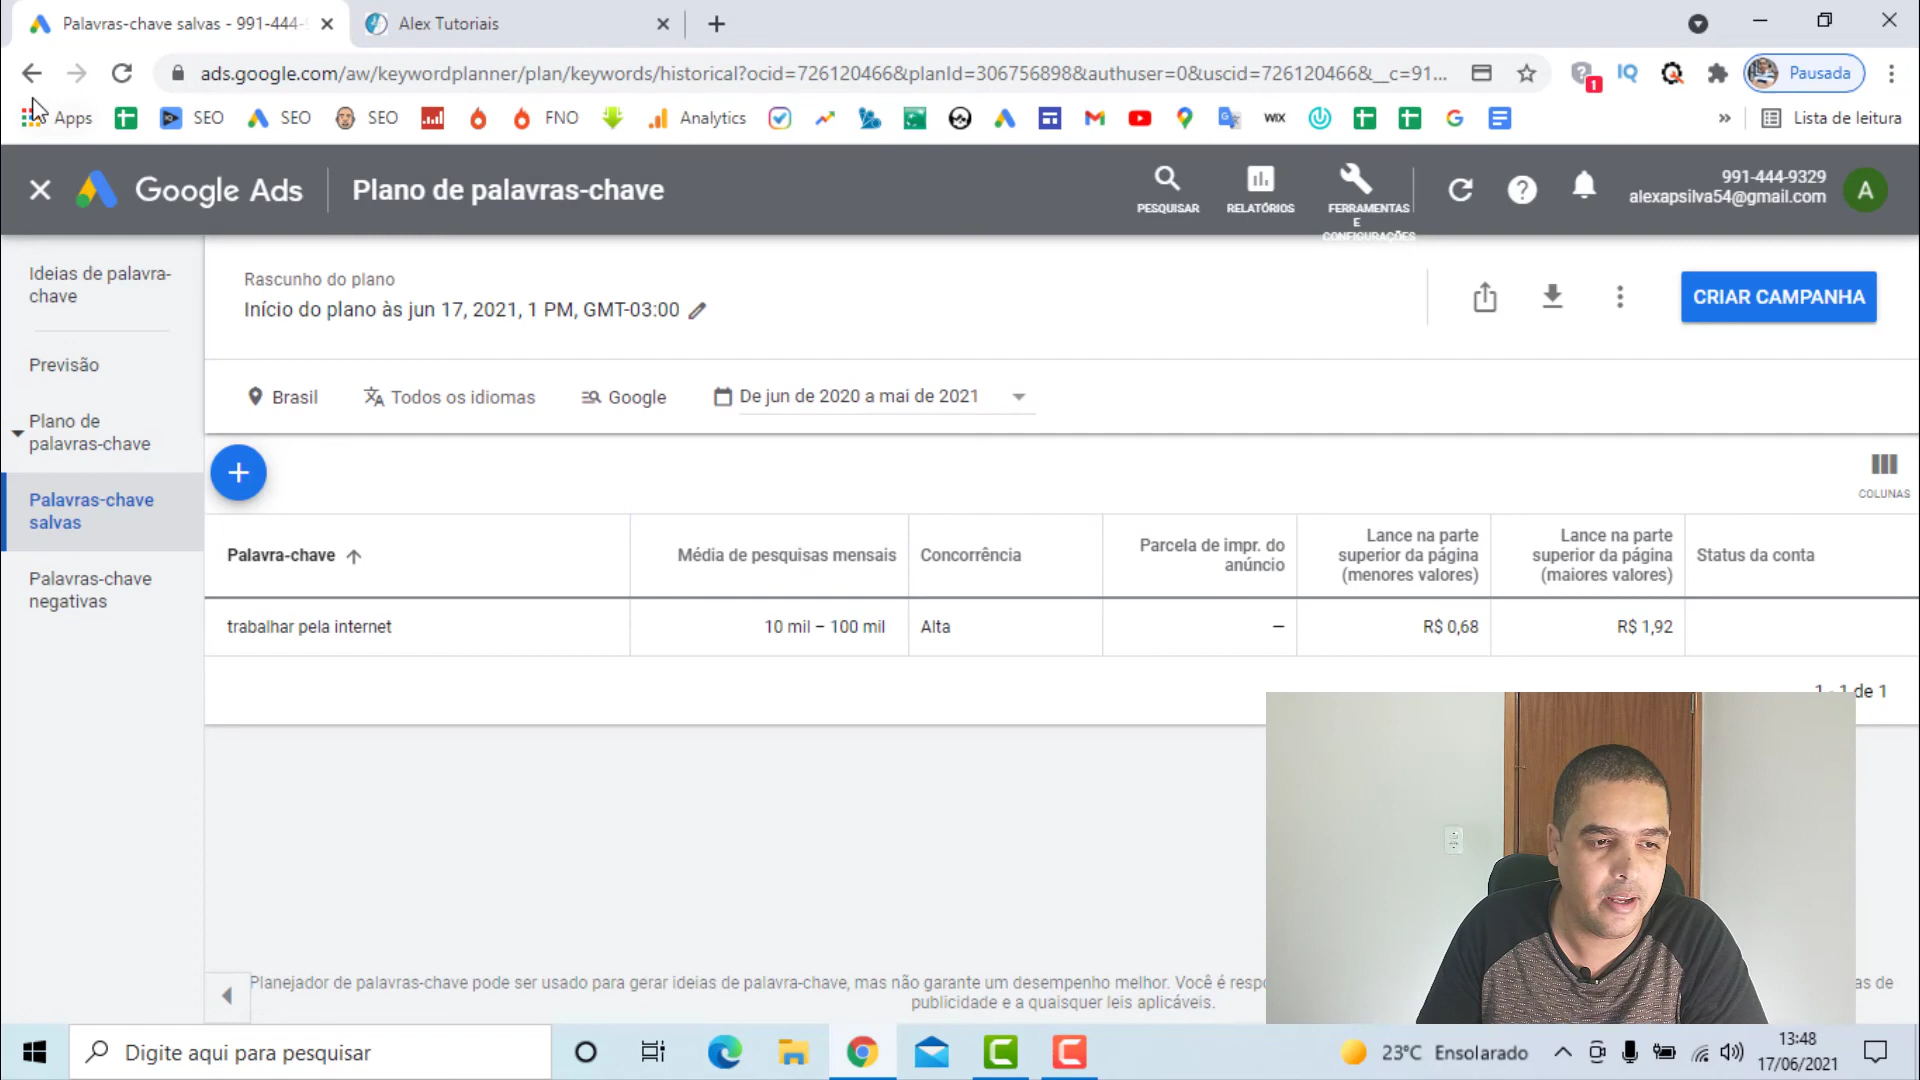 Palavras-chave salvas - 991-444-
Alex Tutoriais
ads.google.com/aw/keywordplanner/plan/keywords/historical?ocid=726120466&planId=306756898&authuser=0&uscid=726120466&__c=91...
1
IQ
Pausada
Apps
SEO
SEO
SEO
FNO
Analytics
WIX
Lista de leitura
Google Ads
Plano de palavras-chave
PESQUISAR
RELATÓRIOS
FERRAMENTAS
E
CONFIGURAÇÕES
991-444-9329
alexapsilva54@gmail.com
A
Ideias de palavra-
chave
Previsão
Plano de
palavras-chave
Palavras-chave
salvas
Palavras-chave
negativas
Rascunho do plano
Início do plano às jun 17, 2021, 1 PM, GMT-03:00
CRIAR CAMPANHA
Brasil
Todos os idiomas
Google
De jun de 2020 a mai de 2021
COLUNAS
Palavra-chave
Média de pesquisas mensais
Concorrência
Parcela de impr. do
anúncio
Lance na parte
superior da página
(menores valores)
Lance na parte
superior da página
(maiores valores)
Status da conta
trabalhar pela internet
10 mil – 100 mil
Alta
–
R$ 0,68
R$ 1,92
1 - 1 de 1
Planejador de palavras-chave pode ser usado para gerar ideias de palavra-chave, mas não garante um desempenho melhor. Você é
as de
publicidade e a quaisquer leis aplicáveis.
Digite aqui para pesquisar
23°C Ensolarado
13:48
17/06/2021